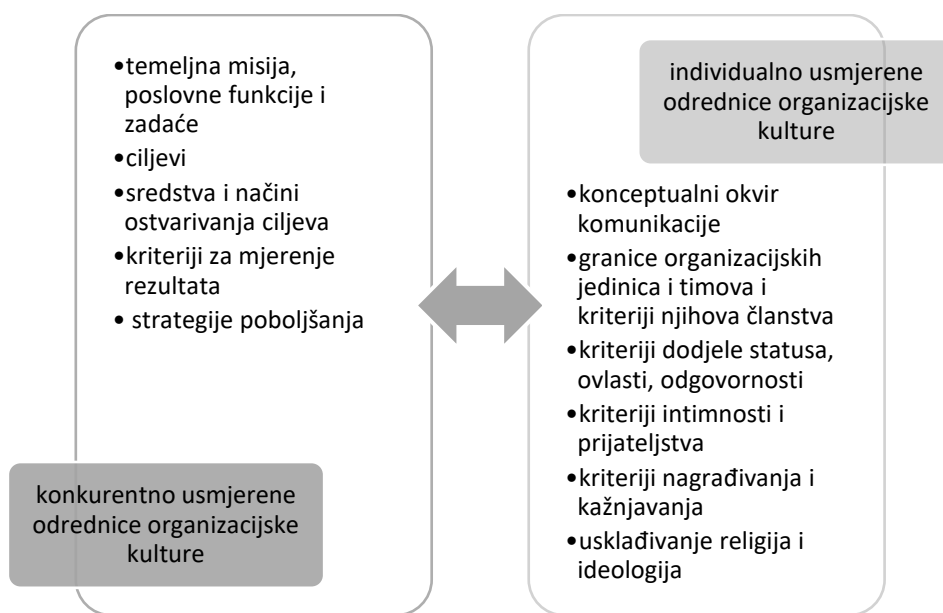 •temeljna misija,
poslovne funkcije i
zadaće
•ciljevi
•sredstva i načini
ostvarivanja ciljeva
•kriteriji za mjerenje
rezultata
• strategije poboljšanja
konkurentno usmjerene
odrednice organizacijske
kulture
individualno usmjerene
odrednice organizacijske
kulture
•konceptualni okvir
komunikacije
•granice organizacijskih
jedinica i timova i
kriteriji njihova članstva
•kriteriji dodjele statusa,
ovlasti, odgovornosti
•kriteriji intimnosti i
prijateljstva
•kriteriji nagrađivanja i
kažnjavanja
•usklađivanje religija i
ideologija